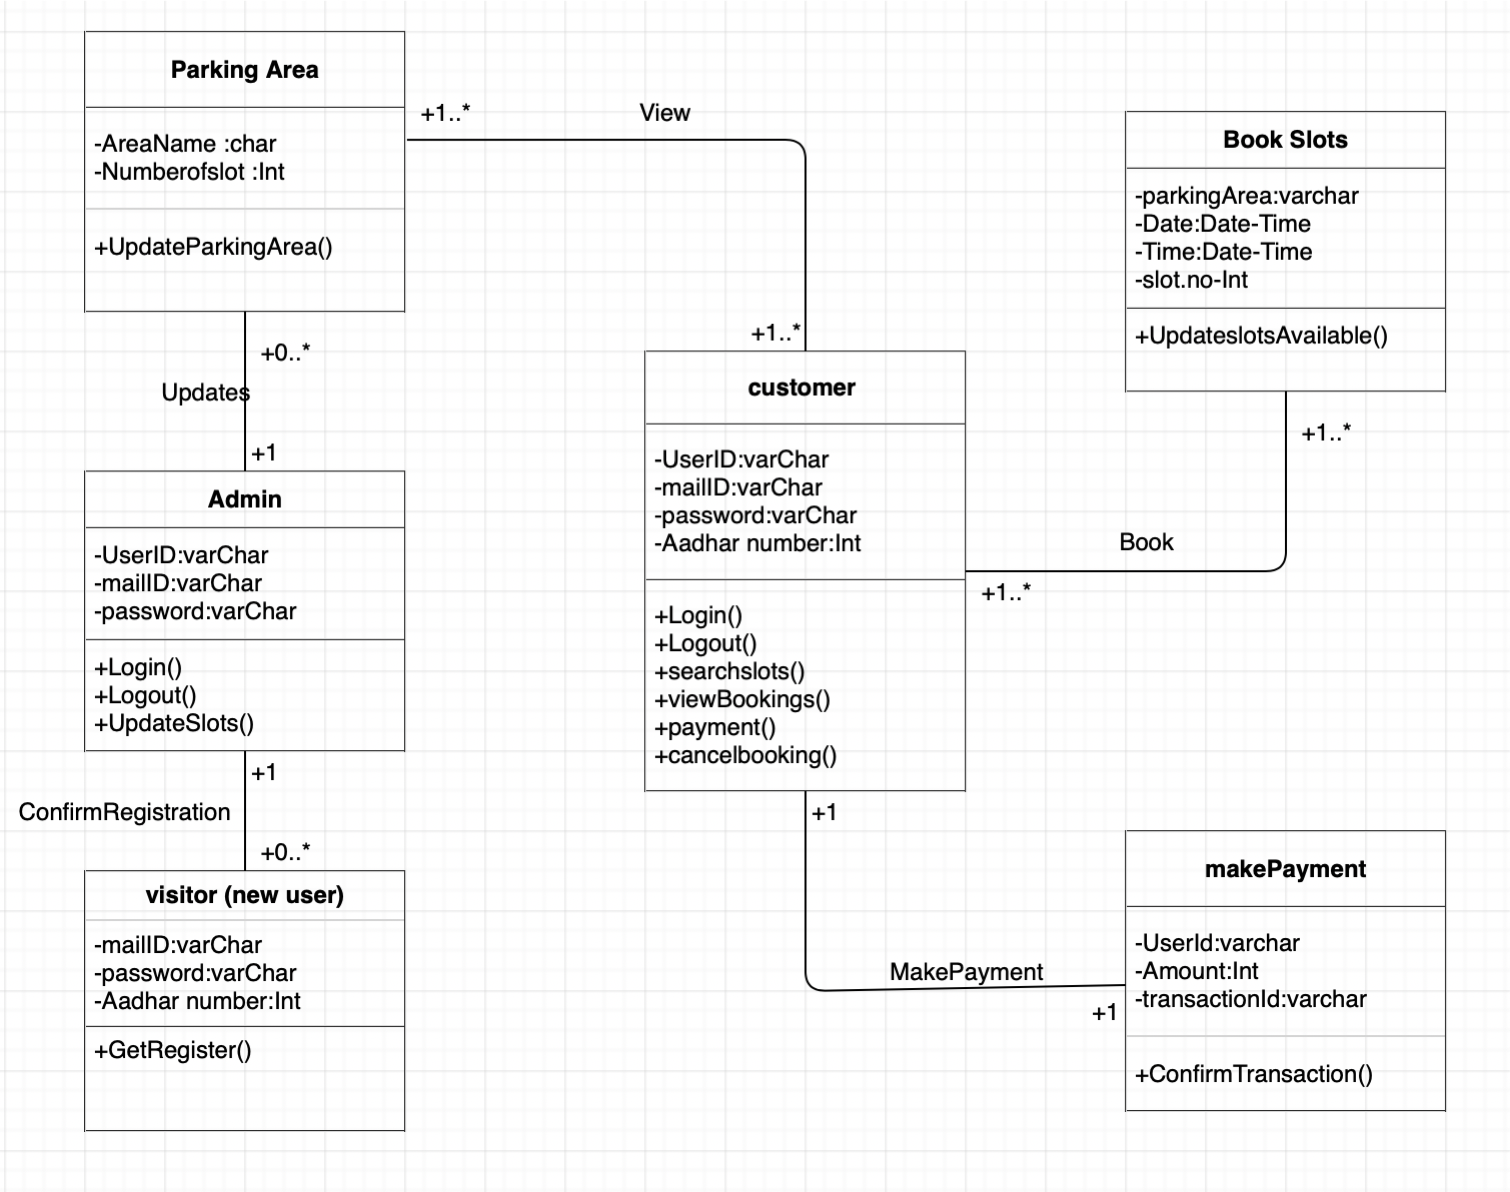 Parking Area
-AreaName :char
-Numberofslot :Int
+UpdateParkingArea()
+1..*
View
+1..*
Book Slots
-parkingArea:varchar
-Date:Date-Time
-Time:Date-Time
-slot.no-Int
+UpdateslotsAvailable()
+0..*
Updates
+1
customer
-UserID:varChar
-mailID:varChar
-password:varChar
-Aadhar number:Int
+Login()
+Logout()
+searchslots()
+viewBookings()
+payment()
+cancelbooking()
+1..*
Book
+1..*
Admin
-UserID:varChar
-mailID:varChar
-password:varChar
+Login()
+Logout()
+UpdateSlots()
+1
ConfirmRegistration
+0..*
visitor (new user)
-mailID:varChar
-password:varChar
-Aadhar number:Int
+GetRegister()
+1
MakePayment
+1
makePayment
-UserId:varchar
-Amount:Int
-transactionId:varchar
+ConfirmTransaction()